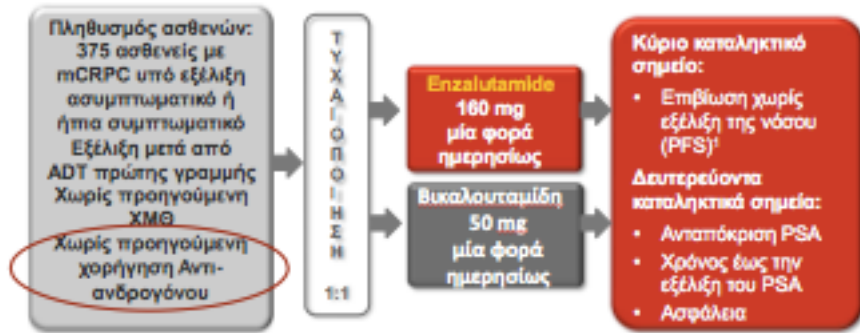 Πληθυσμός ασθενών:
375 ασθενείς με
mCRPC υπό εξέλιξη
ασυμπτωματικό ή
ήπια συμπτωματικό
Εξέλιξη μετά από
ADT πρώτης γραμμής
Χωρίς προηγούμενη
ΧΜΘ
Χωρίς προηγούμενη
χορήγηση Αντι-
ανδρογόνου
ΤΥΧΑΙΟΠΟΙΗΣΗ
1:1
Enzalutamide
160 mg
μία φορά
ημερησίως
Βικαλουταμίδη
50 mg
μία φορά
ημερησίως
Κύριο καταληκτικό
σημείο:
• Επιβίωση χωρίς
εξέλιξη της νόσου
(PFS)¹
Δευτερεύοντα
καταληκτικά σημεία:
• Ανταπόκριση PSA
• Χρόνος έως την
εξέλιξη του PSA
• Ασφάλεια